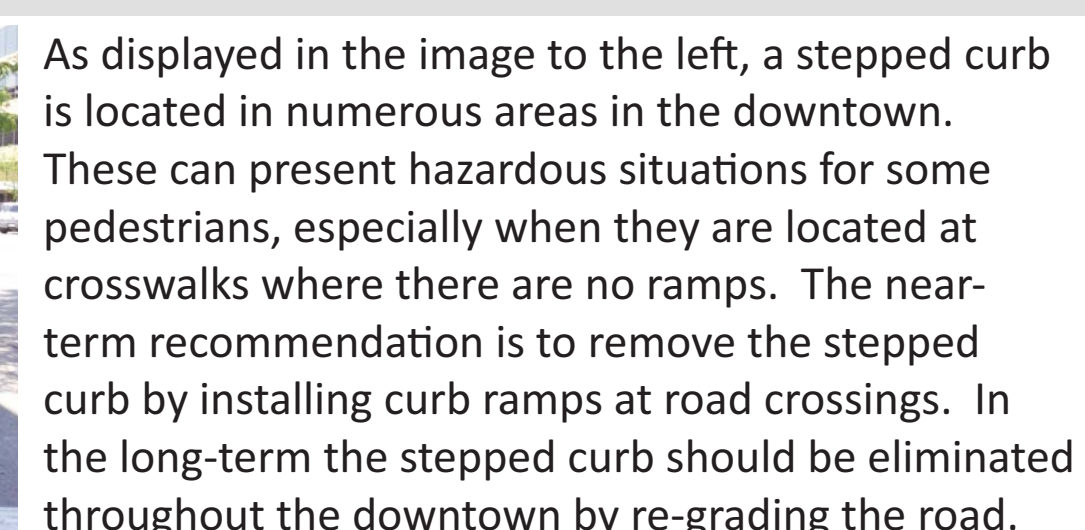 As displayed in the image to the left, a stepped curb
is located in numerous areas in the downtown.
These can present hazardous situations for some
pedestrians, especially when they are located at
crosswalks where there are no ramps.  The near-
term recommendation is to remove the stepped
curb by installing curb ramps at road crossings.  In
the long-term the stepped curb should be eliminated
throughout the downtown by re-grading the road.